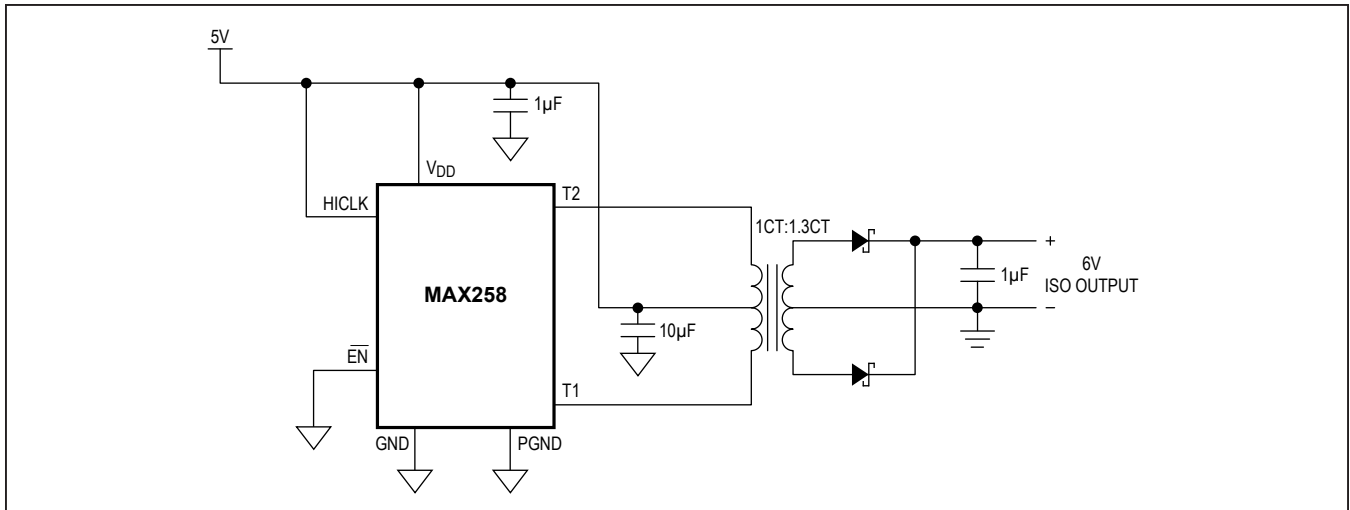 5V
1µF
VDD
HICLK
T2
1CT:1.3CT
+
6V
ISO OUTPUT
1µF
MAX258
−
10µF
EN
T1
GND
PGND